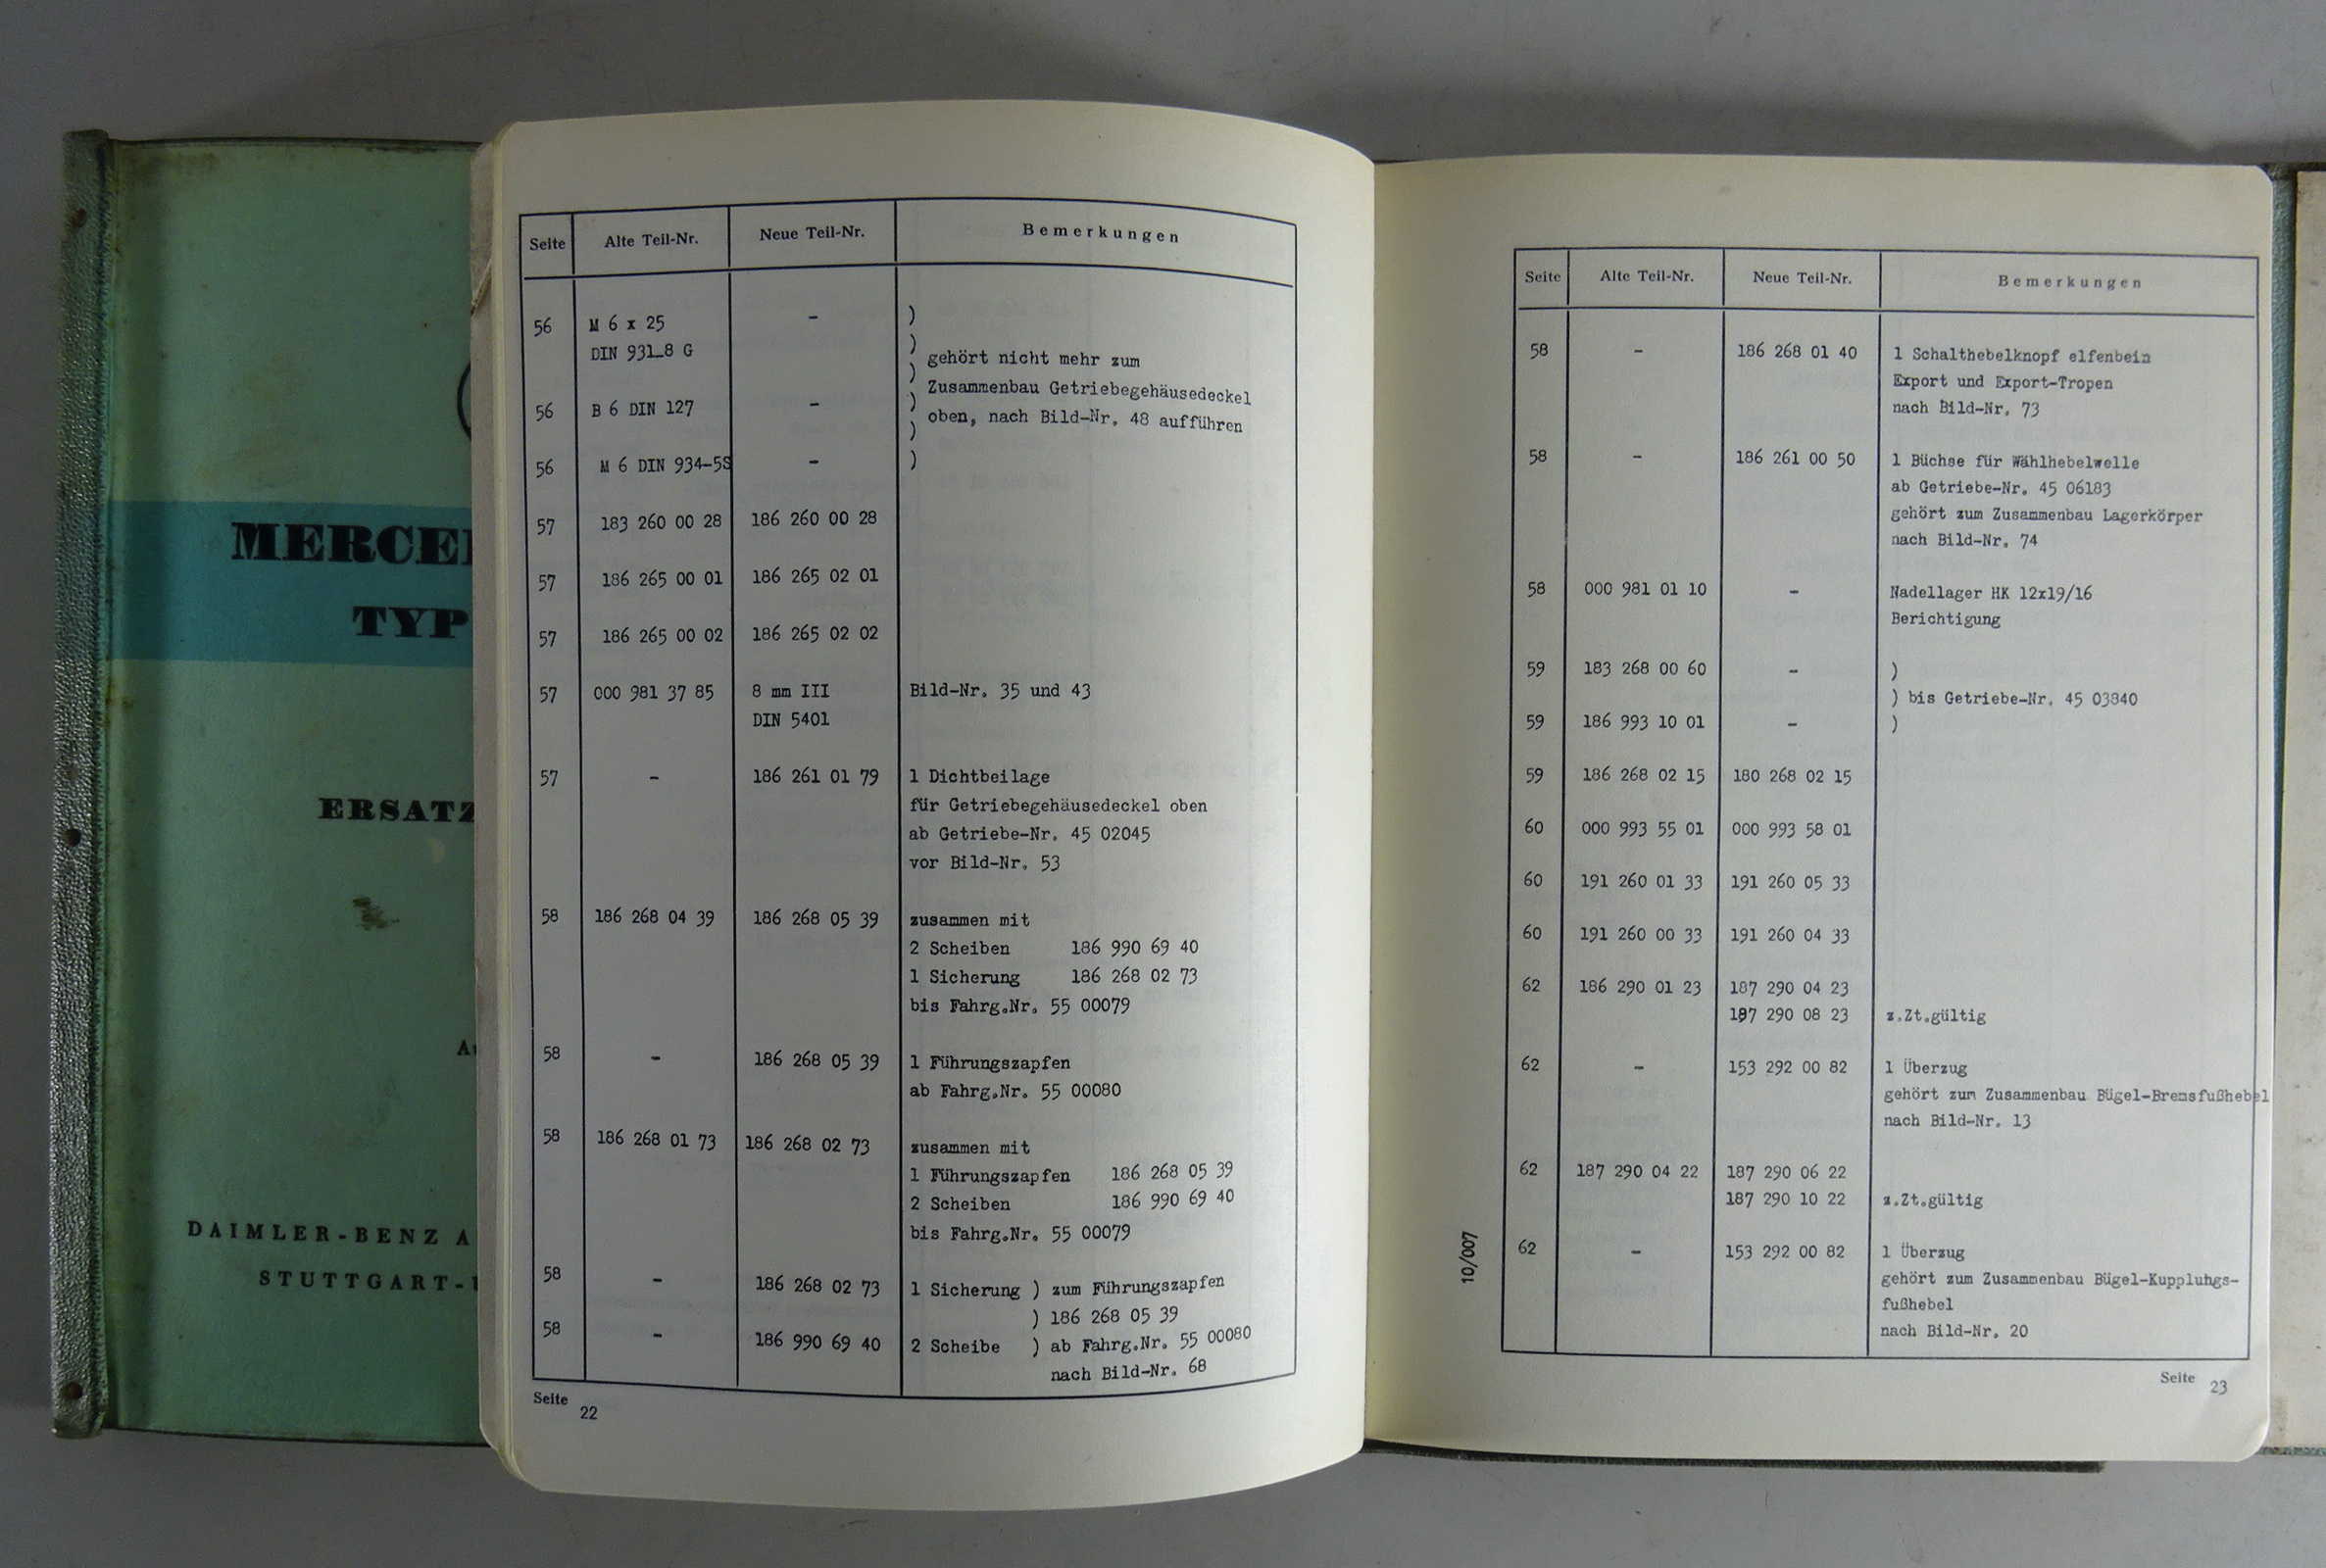 MERCE
TYP
ERSATZ
DAIMLER-BENZ A
STUTTGART-
Seite Alte Teil-Nr. Neue Teil-Nr. Bemerkungen
56 M 6 x 25 - )
DIN 931-8 G )
) gehört nicht mehr zum
) Zusammenbau Getriebegehäusedeckel
56 B 6 DIN 127 - ) oben, nach Bild-Nr. 48 aufführen
56 M 6 DIN 934-5S - )
57 183 260 00 28 186 260 00 28
57 186 265 00 01 186 265 02 01
57 186 265 00 02 186 265 02 02
57 000 981 37 85 8 mm III Bild-Nr. 35 und 43
DIN 5401
57 - 186 261 01 79 1 Dichtbeilage
für Getriebegehäusedeckel oben
ab Getriebe-Nr. 45 02045
vor Bild-Nr. 53
58 186 268 04 39 186 268 05 39 zusammen mit
2 Scheiben 186 990 69 40
1 Sicherung 186 268 02 73
bis Fahrg.Nr. 55 00079
58 - 186 268 05 39 1 Führungszapfen
ab Fahrg.Nr. 55 00080
58 186 268 01 73 186 268 02 73 zusammen mit
1 Führungszapfen 186 268 05 39
2 Scheiben 186 990 69 40
bis Fahrg.Nr. 55 00079
58 - 186 268 02 73 1 Sicherung ) zum Führungszapfen
) 186 268 05 39
58 - 186 990 69 40 2 Scheibe ) ab Fahrg.Nr. 55 00080
nach Bild-Nr. 68
Seite 22
Seite Alte Teil-Nr. Neue Teil-Nr. Bemerkungen
58 - 186 268 01 40 1 Schalthebelknopf elfenbein
Export und Export-Tropen
nach Bild-Nr. 73
58 - 186 261 00 50 1 Büchse für Wählhebelwelle
ab Getriebe-Nr. 45 06183
gehört zum Zusammenbau Lagerkörper
nach Bild-Nr. 74
58 000 981 01 10 - Nadellager HK 12x19/16
Berichtigung
59 183 268 00 60 - )
) bis Getriebe-Nr. 45 03840
59 186 993 10 01 - )
59 186 268 02 15 180 268 02 15
60 000 993 55 01 000 993 58 01
60 191 260 01 33 191 260 05 33
60 191 260 00 33 191 260 04 33
62 186 290 01 23 187 290 04 23
187 290 08 23 z.Zt.gültig
62 - 153 292 00 82 1 Überzug
gehört zum Zusammenbau Bügel-Bremsfußhebel
nach Bild-Nr. 13
62 187 290 04 22 187 290 06 22
187 290 10 22 z.Zt.gültig
62 - 153 292 00 82 1 Überzug
gehört zum Zusammenbau Bügel-Kupplungs-
fußhebel
nach Bild-Nr. 20
10/007
Seite 23